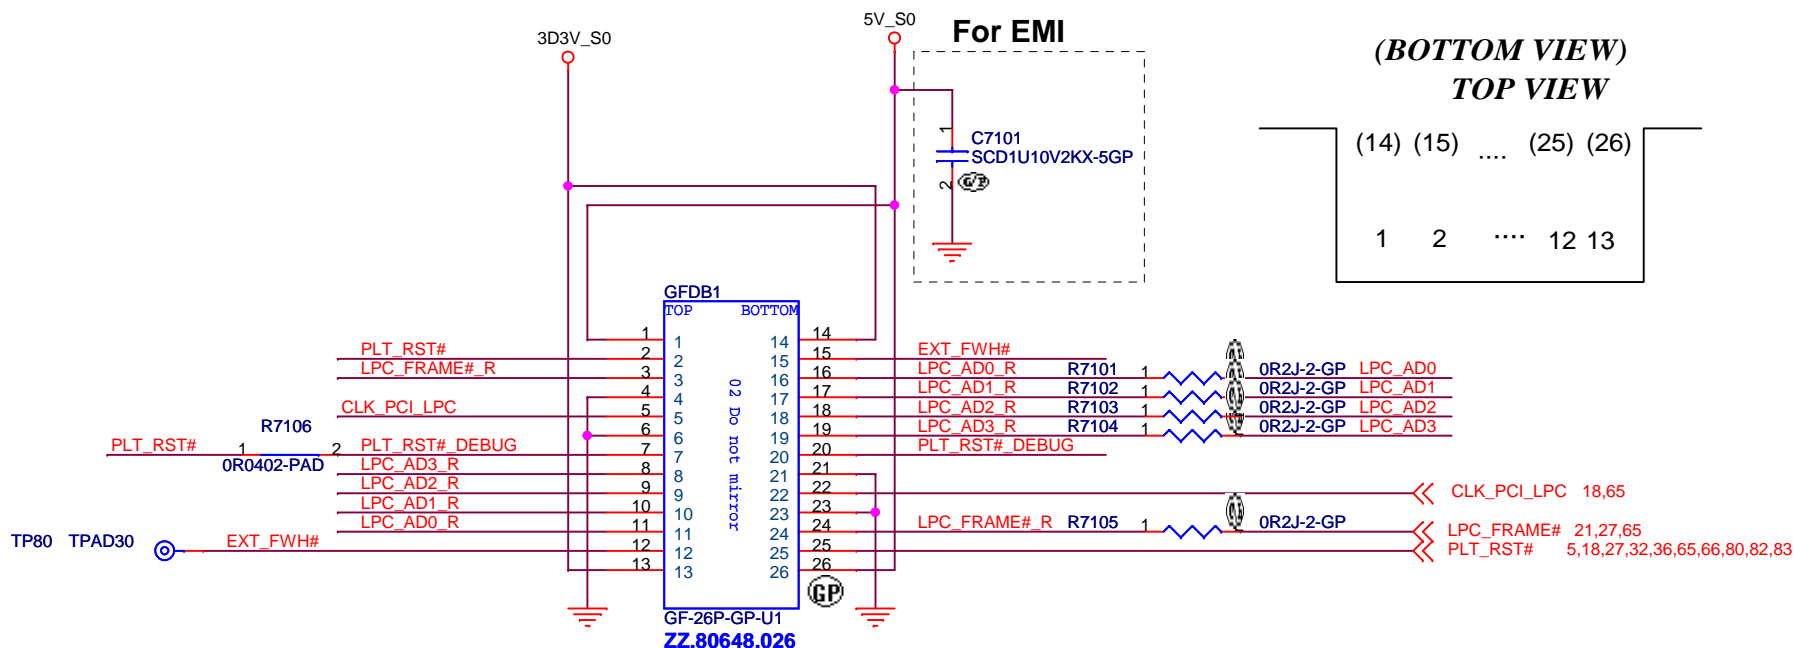 3D3V_S0
5V_S0
For EMI
(BOTTOM VIEW)
TOP VIEW
1
C7101
SCD1U10V2KX-5GP
2
G/P
(14) (15) .... (25) (26)
1 2 .... 12 13
GFDB1
TOP BOTTOM
1 1 14 14
PLT_RST# 2 2 15 15 EXT_FWH#
LPC_FRAME#_R 3 3 16 16 LPC_AD0_R R7101 1 0R2J-2-GP LPC_AD0
4 4 17 17 LPC_AD1_R R7102 1 0R2J-2-GP LPC_AD1
CLK_PCI_LPC 5 5 18 18 LPC_AD2_R R7103 1 0R2J-2-GP LPC_AD2
6 6 19 19 LPC_AD3_R R7104 1 0R2J-2-GP LPC_AD3
R7106
PLT_RST# 1 2 PLT_RST#_DEBUG 7 7 20 20 PLT_RST#_DEBUG
0R0402-PAD
LPC_AD3_R 8 8 21 21
LPC_AD2_R 9 9 22 22 CLK_PCI_LPC 18,65
LPC_AD1_R 10 10 23 23
LPC_AD0_R 11 11 24 24 LPC_FRAME#_R R7105 1 0R2J-2-GP LPC_FRAME# 21,27,65
TP80 TPAD30 EXT_FWH# 12 12 25 25 PLT_RST# 5,18,27,32,36,65,66,80,82,83
13 13 26 26
02 Do not mirror
GP
GF-26P-GP-U1
ZZ.80648.026